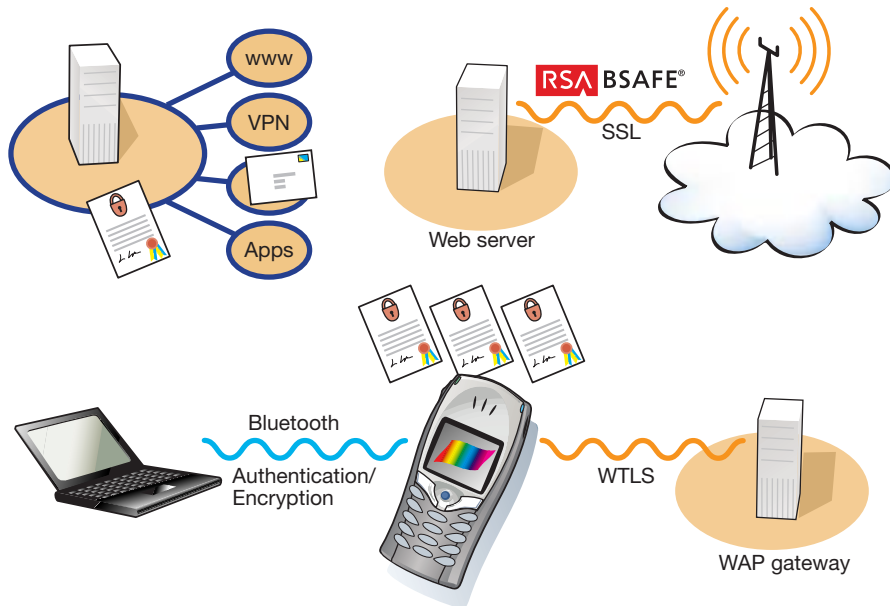 www
VPN
Apps
RSA BSAFE®
SSL
Web server
Bluetooth
Authentication/
Encryption
WTLS
WAP gateway